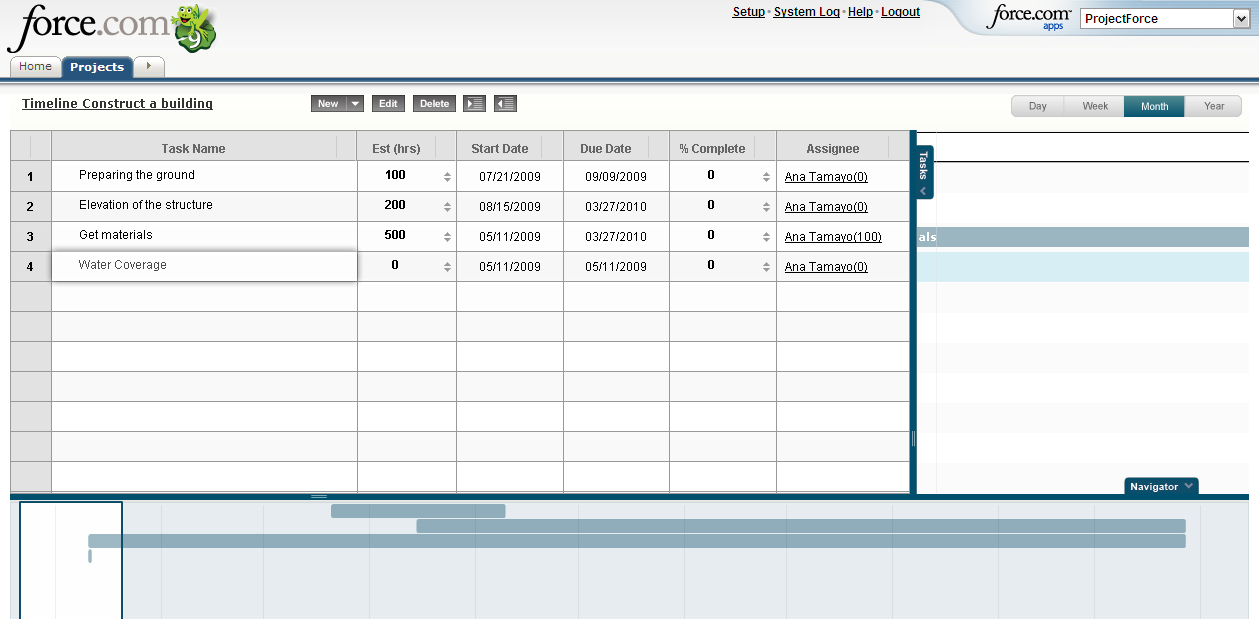 force.com
9
Setup • System Log • Help • Logout
force.com
apps
ProjectForce
Home
Projects
Timeline Construct a building
New
Edit
Delete
Day
Week
Month
Year
Task Name
Est (hrs)
Start Date
Due Date
% Complete
Assignee
1 Preparing the ground 100 07/21/2009 09/09/2009 0 Ana Tamayo(0)
2 Elevation of the structure 200 08/15/2009 03/27/2010 0 Ana Tamayo(0)
3 Get materials 500 05/11/2009 03/27/2010 0 Ana Tamayo(100)
4 Water Coverage 0 05/11/2009 05/11/2009 0 Ana Tamayo(0)
Tasks
als
Navigator